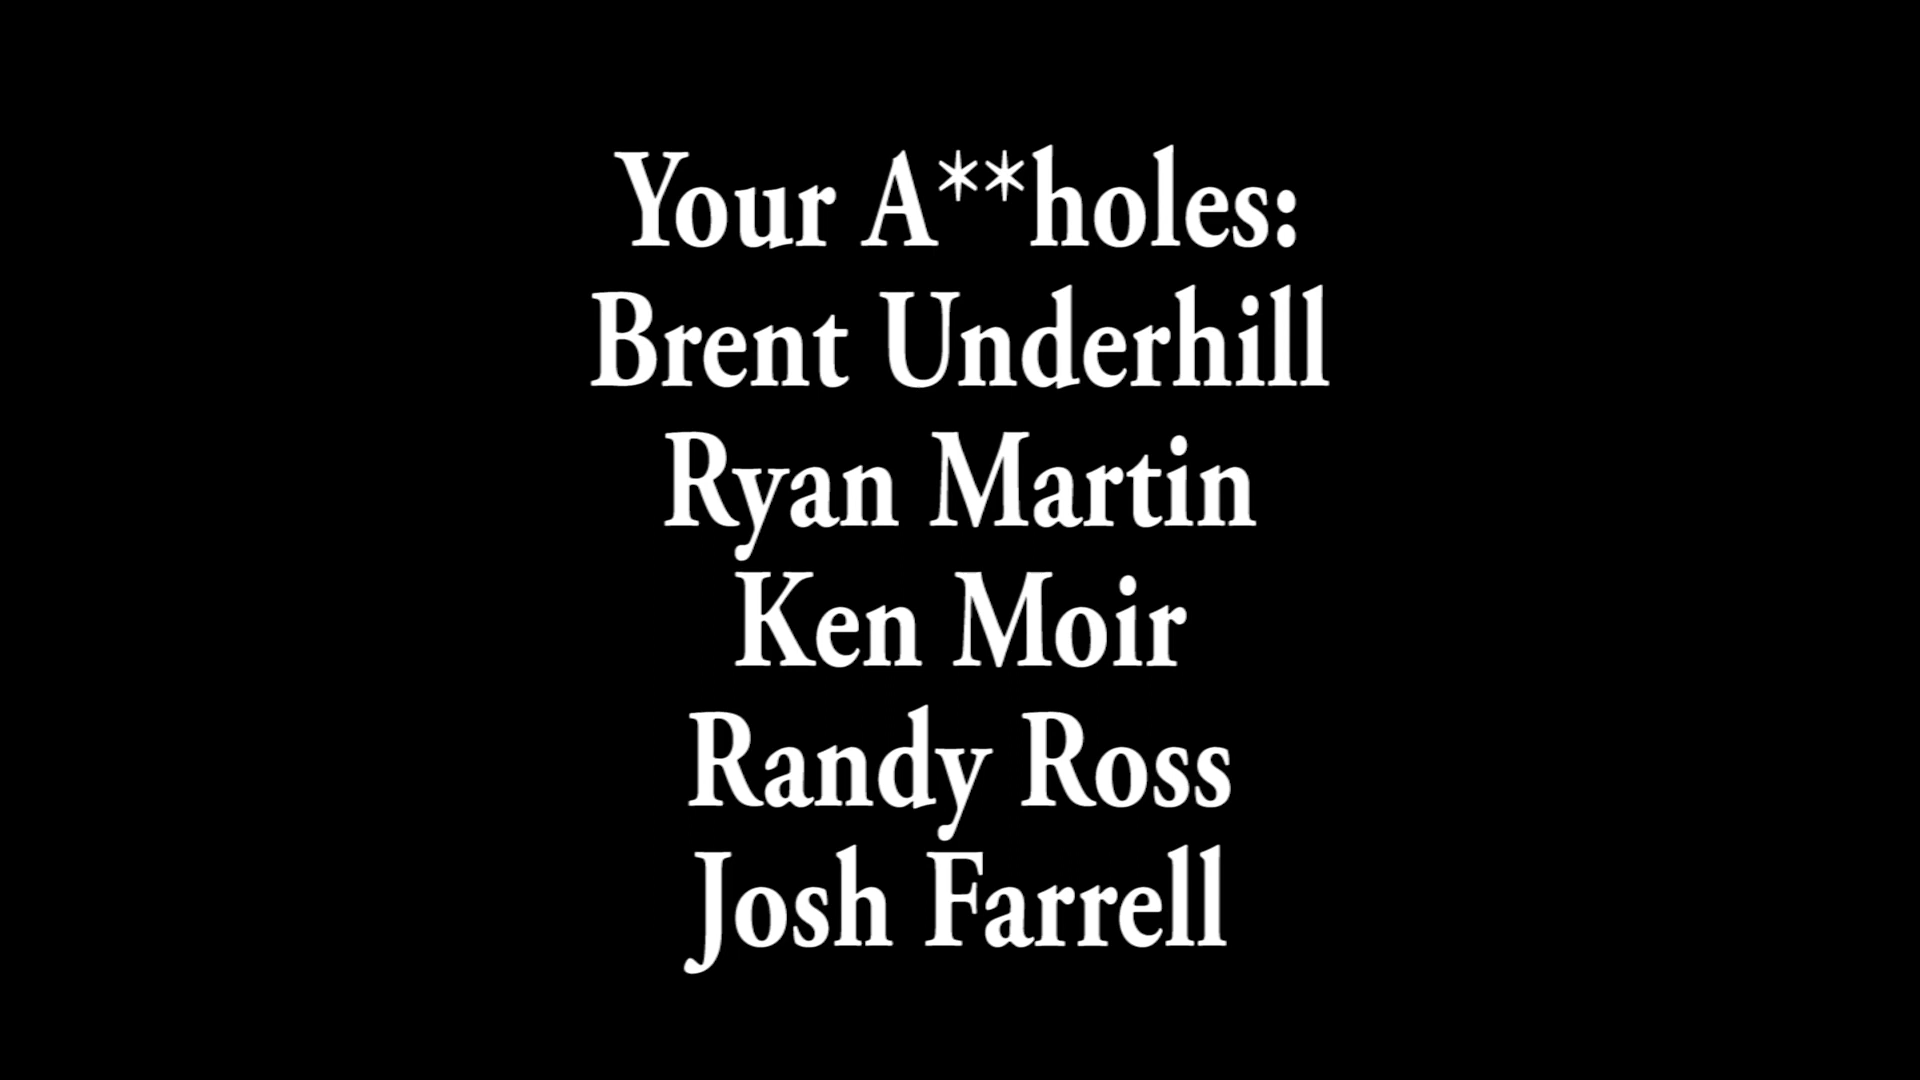 Your A**holes:
Brent Underhill
Ryan Martin
Ken Moir
Randy Ross
Josh Farrell